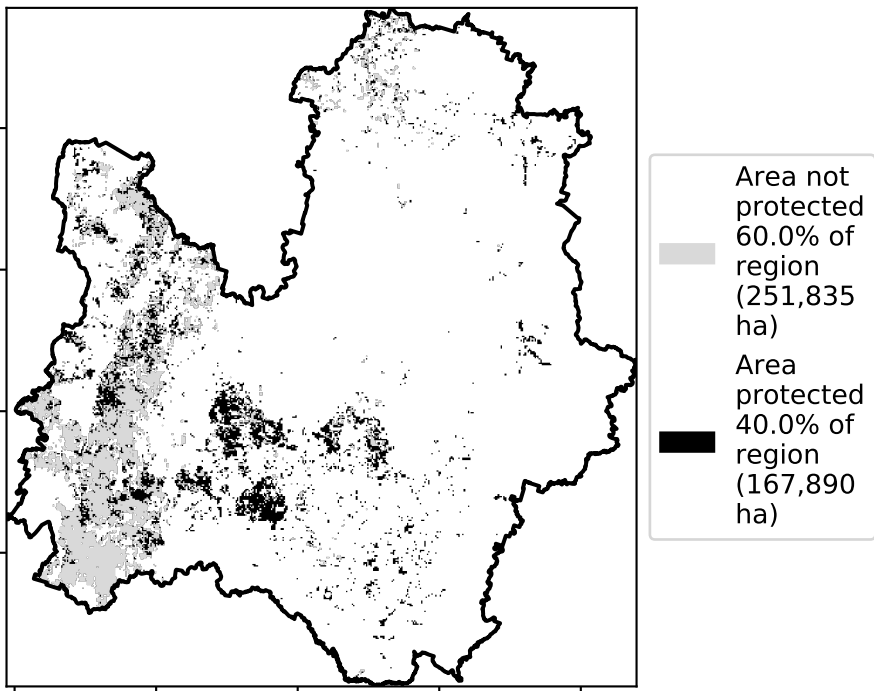 Area not
protected
60.0% of
region
(251,835
ha)
Area
protected
40.0% of
region
(167,890
ha)